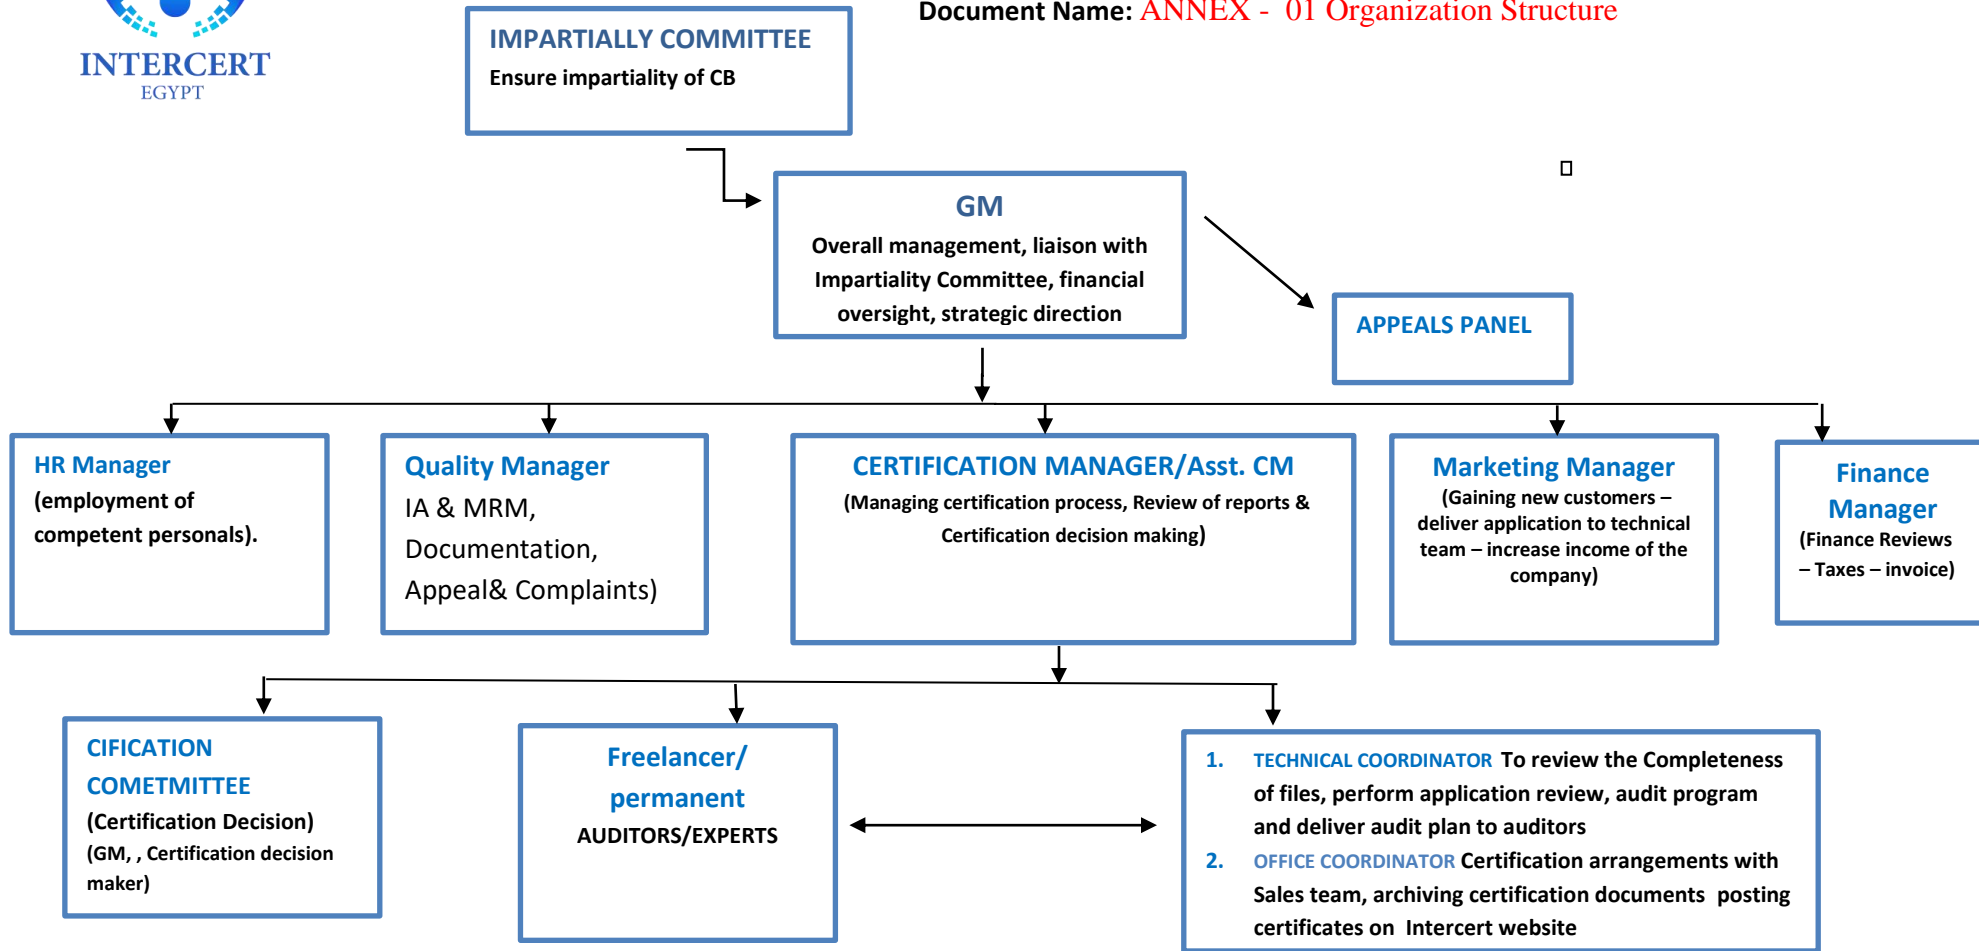 INTERCERT
EGYPT
Document Name: ANNEX - 01 Organization Structure
IMPARTIALLY COMMITTEE
Ensure impartiality of CB
GM
Overall management, liaison with
Impartiality Committee, financial
oversight, strategic direction
APPEALS PANEL
HR Manager
(employment of
competent personals).
Quality Manager
IA & MRM,
Documentation,
Appeal& Complaints)
CERTIFICATION MANAGER/Asst. CM
(Managing certification process, Review of reports &
Certification decision making)
Marketing Manager
(Gaining new customers –
deliver application to technical
team – increase income of the
company)
Finance
Manager
(Finance Reviews
– Taxes – invoice)
CIFICATION
COMETMITTEE
(Certification Decision)
(GM, , Certification decision
maker)
Freelancer/
permanent
AUDITORS/EXPERTS
1. TECHNICAL COORDINATOR To review the Completeness
of files, perform application review, audit program
and deliver audit plan to auditors
2. OFFICE COORDINATOR Certification arrangements with
Sales team, archiving certification documents posting
certificates on Intercert website